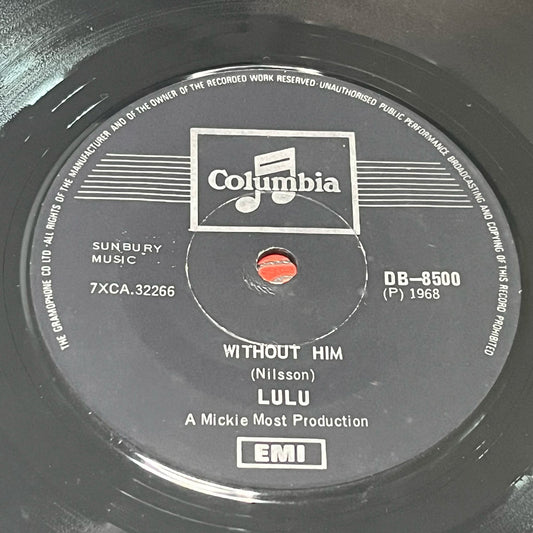 THE GRAMOPHONE CO LTD · ALL RIGHTS OF THE MANUFACTURER AND OF THE OWNER OF THE RECORDED WORK RESERVED · UNAUTHORISED PUBLIC PERFORMANCE BROADCASTING AND COPYING OF THIS RECORD PROHIBITED
Columbia
SUNBURY
MUSIC
7XCA.32266
DB—8500
(P) 1968
WITHOUT HIM
(Nilsson)
LULU
A Mickie Most Production
EMI